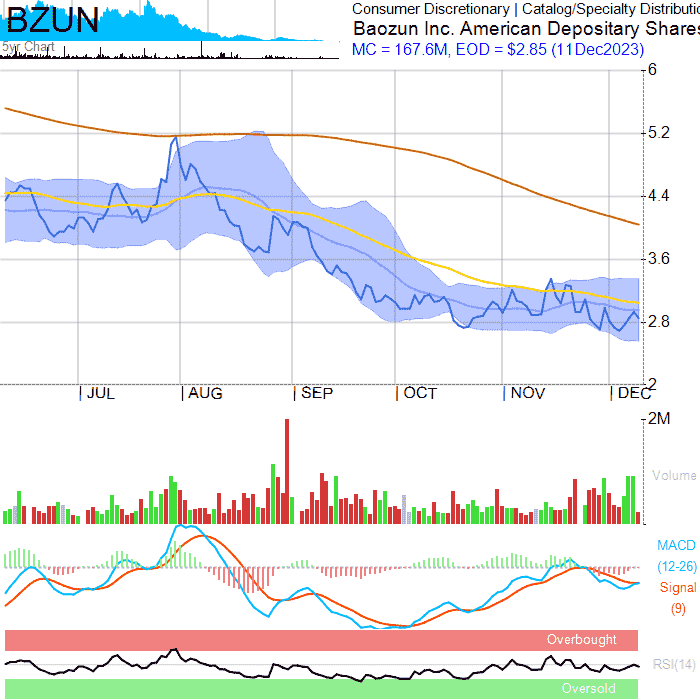 BZUN
5yr Chart
Consumer Discretionary | Catalog/Specialty Distributio
Baozun Inc. American Depositary Shares
MC = 167.6M, EOD = $2.85 (11Dec2023)
6
5.2
4.4
3.6
2.8
2
JUL AUG SEP OCT NOV DEC
2M
Volume
MACD
(12-26)
Signal
(9)
Overbought
RSI(14)
Oversold